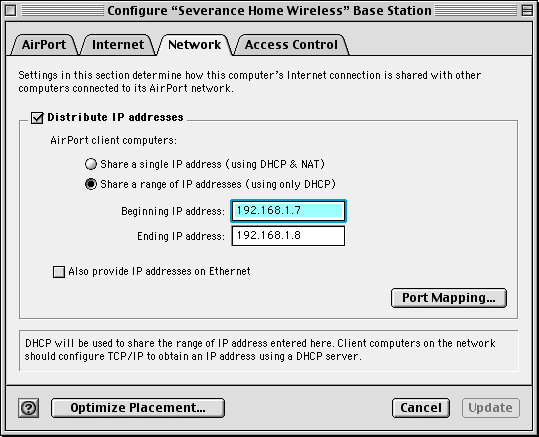 Configure “Severance Home Wireless” Base Station
AirPort Internet Network Access Control
Settings in this section determine how this computer's Internet connection is shared with other
computers connected to its AirPort network.
Distribute IP addresses
AirPort client computers:
Share a single IP address (using DHCP & NAT)
Share a range of IP addresses (using only DHCP)
Beginning IP address: 192.168.1.7
Ending IP address: 192.168.1.8
Also provide IP addresses on Ethernet
Port Mapping...
DHCP will be used to share the range of IP address entered here. Client computers on the network
should configure TCP/IP to obtain an IP address using a DHCP server.
? Optimize Placement... Cancel Update